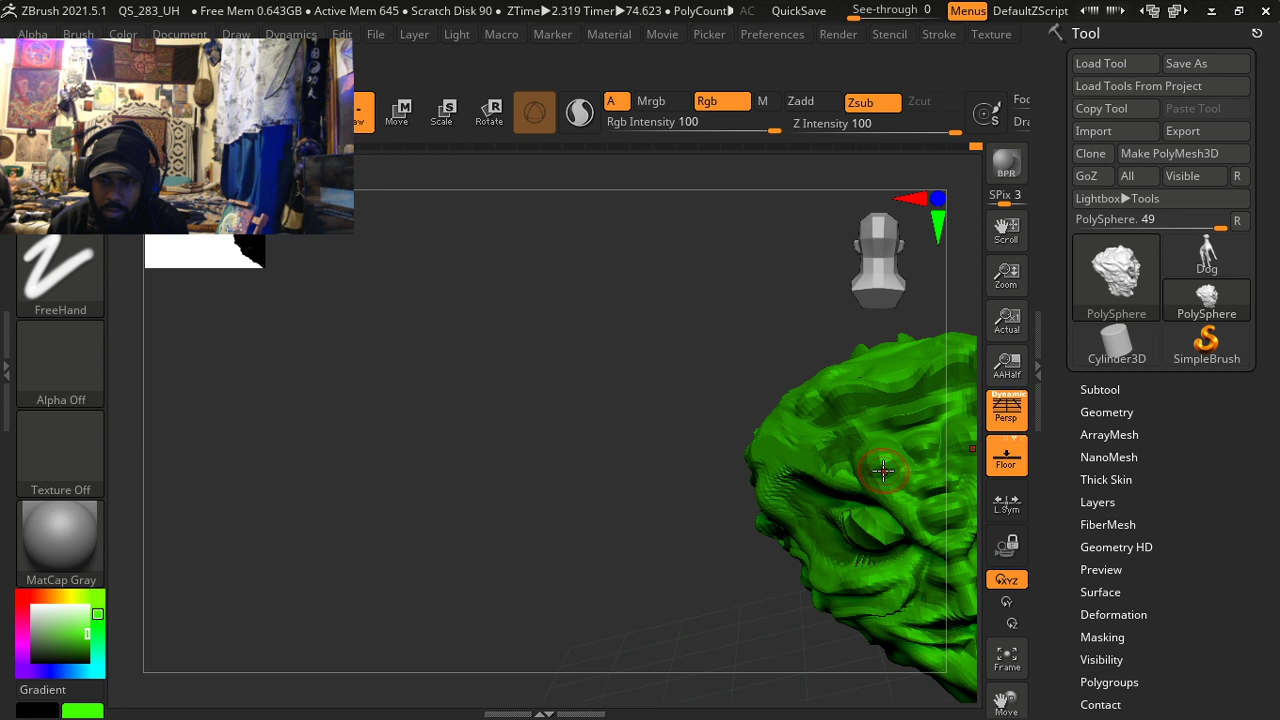 ZBrush 2021.5.1 QS_283_UH ● Free Mem 0.643GB ● Active Mem 645 ● Scratch Disk 90 ● ZTime▶2.319 Timer▶74.623 ● PolyCount▶ AC QuickSave See-through 0 Menus DefaultZScript
Alpha Brush Color Document Draw Dynamics Edit File Layer Light Macro Marker Material Movie Picker Preferences Render Stencil Stroke Texture
Move Scale Rotate
A Mrgb Rgb M Zadd Zsub Zcut Foc
Rgb Intensity 100 Z Intensity 100 Dra
FreeHand
Alpha Off
Texture Off
MatCap Gray
Gradient
BPR
SPix 3
Scroll
Zoom
Actual
AAHalf
Dynamic
Persp
Floor
L.Sym
XYZ
Frame
Move
Tool
Load Tool Save As
Load Tools From Project
Copy Tool Paste Tool
Import Export
Clone Make PolyMesh3D
GoZ All Visible R
Lightbox▶Tools
PolySphere. 49 R
Dog
PolySphere PolySphere
Cylinder3D SimpleBrush
Subtool
Geometry
ArrayMesh
NanoMesh
Thick Skin
Layers
FiberMesh
Geometry HD
Preview
Surface
Deformation
Masking
Visibility
Polygroups
Contact